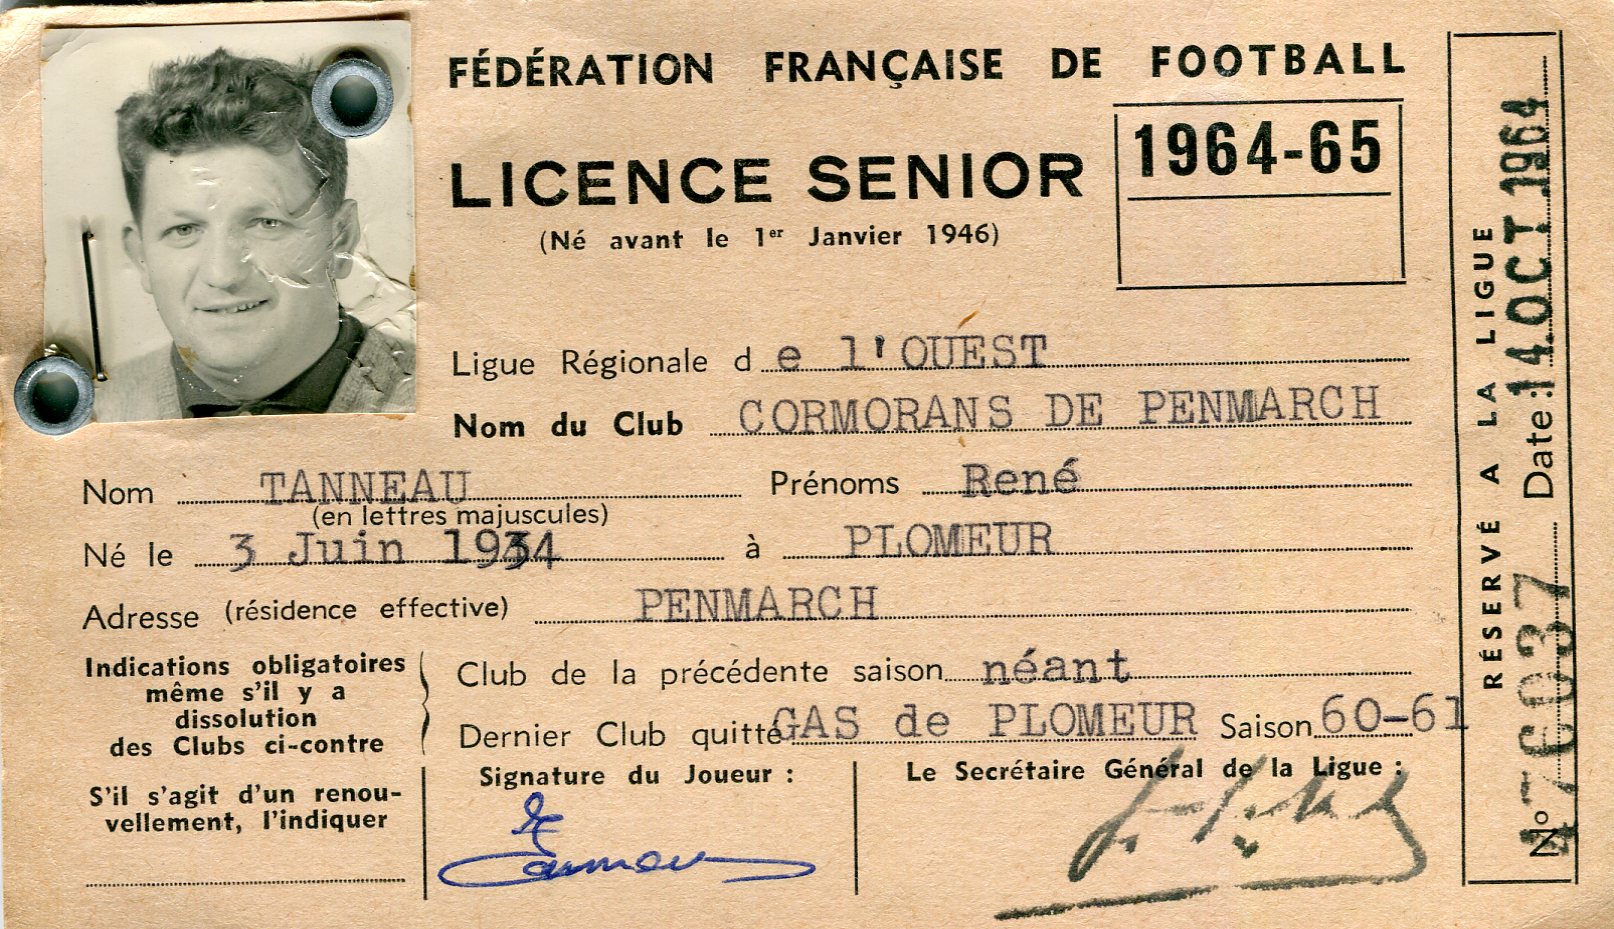 FÉDÉRATION FRANÇAISE DE FOOTBALL
LICENCE SENIOR
1964-65
(Né avant le 1er Janvier 1946)
Ligue Régionale d e l'OUEST
Nom du Club CORMORANS DE PENMARCH
Nom TANNEAU
Prénoms René
(en lettres majuscules)
Né le 3 Juin 1934 à PLOMEUR
Adresse (résidence effective) PENMARCH
Indications obligatoires
même s'il y a
dissolution
des Clubs ci-contre
Club de la précédente saison néant
Dernier Club quitté GAS de PLOMEUR Saison 60-61
S'il s'agit d'un renou-
vellement, l'indiquer
Signature du Joueur :
Le Secrétaire Général de la Ligue :
RÉSERVÉ A LA LIGUE
Nº 476037 Date : 14 OCT 1964